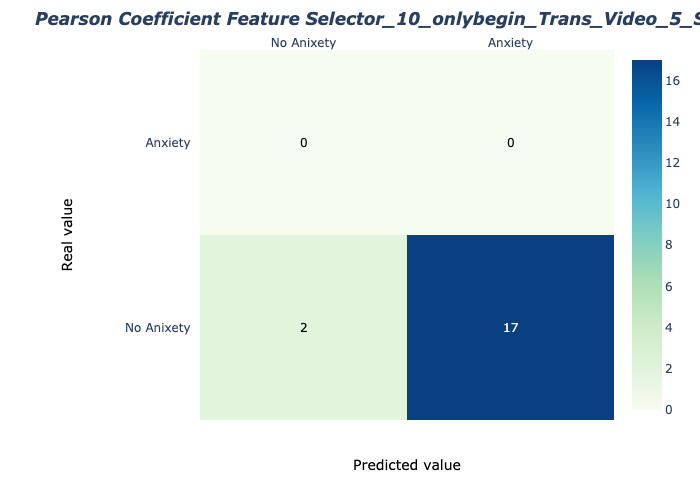 Pearson Coefficient Feature Selector_10_onlybegin_Trans_Video_5_S
No Anixety Anxiety
16
Anxiety 0 0
14
12
10
Real value
8
6
No Anixety 2 17
4
2
0
Predicted value